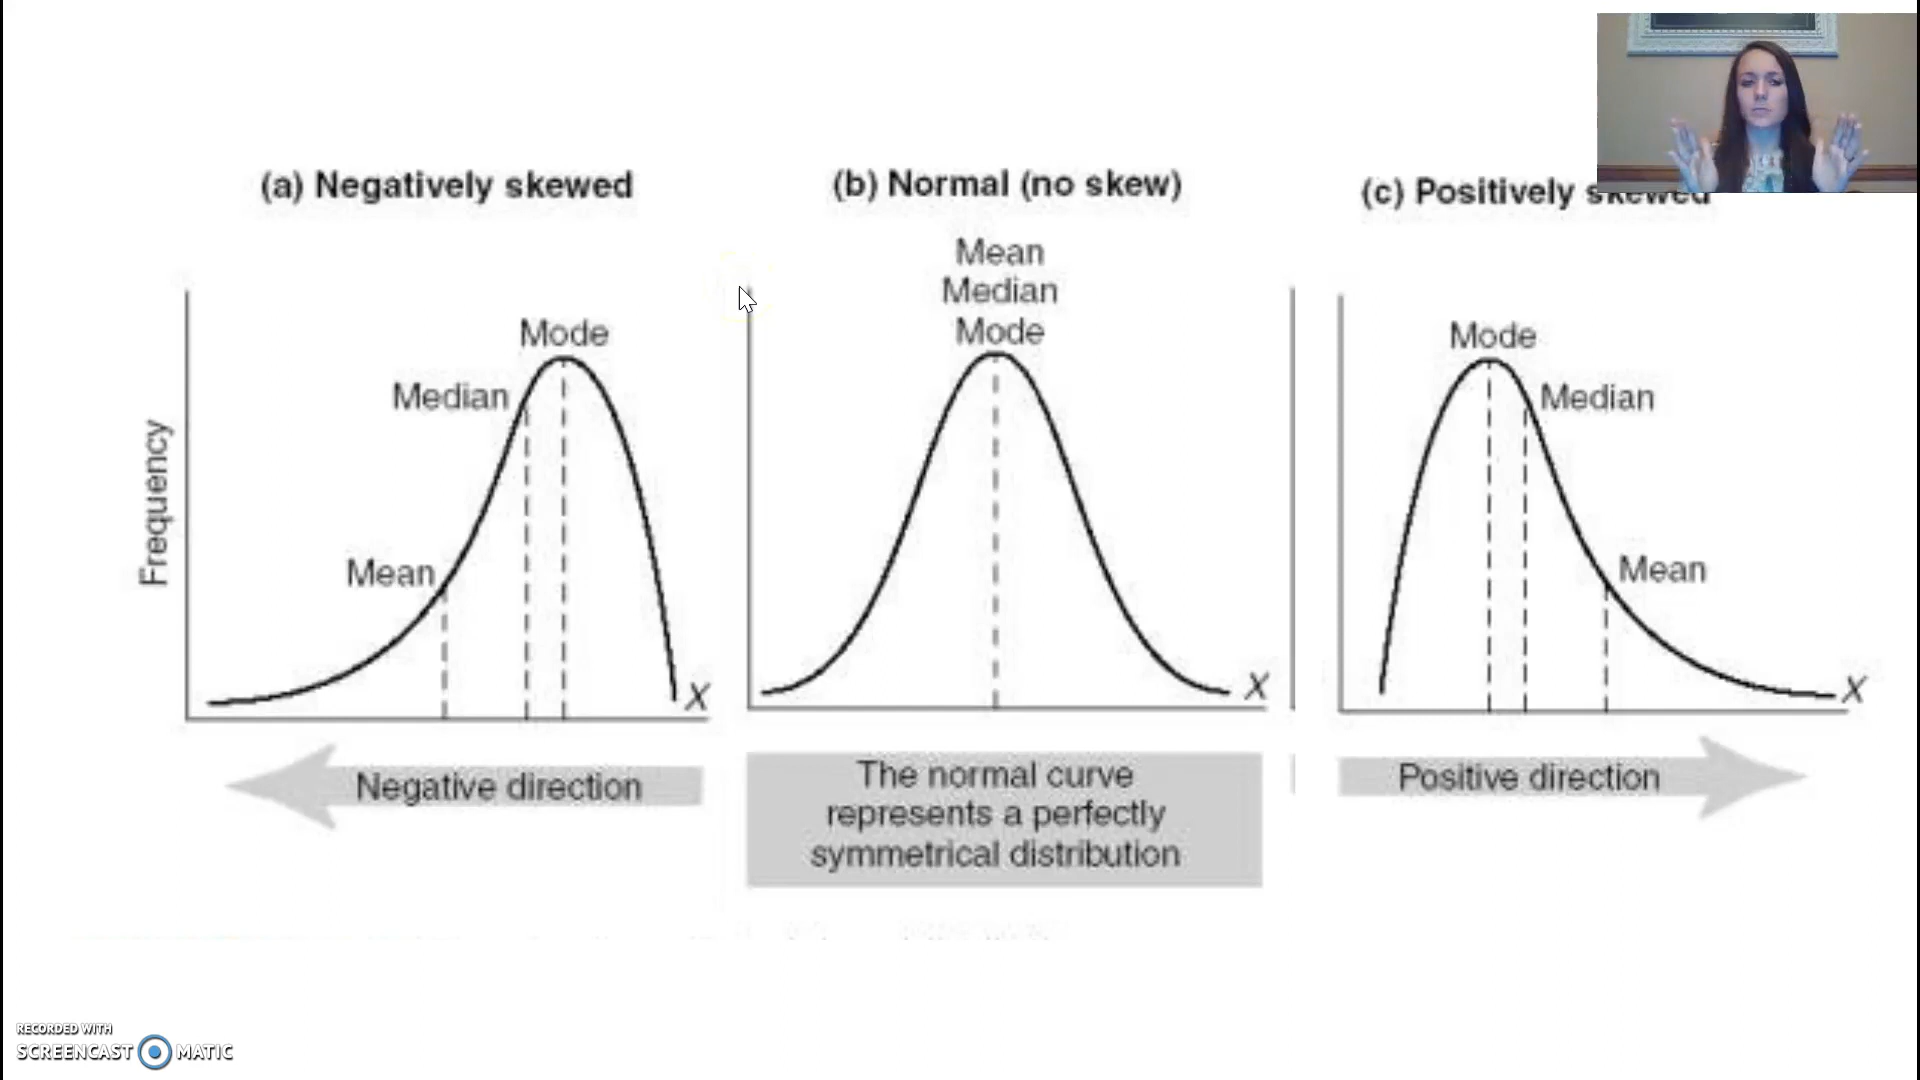 (a) Negatively skewed
(b) Normal (no skew)
(c) Positively skewed
Frequency
Mode
Median
Mean
X
Negative direction
Mean
Median
Mode
X
The normal curve
represents a perfectly
symmetrical distribution
Mode
Median
Mean
X
Positive direction
RECORDED WITH
SCREENCAST MATIC